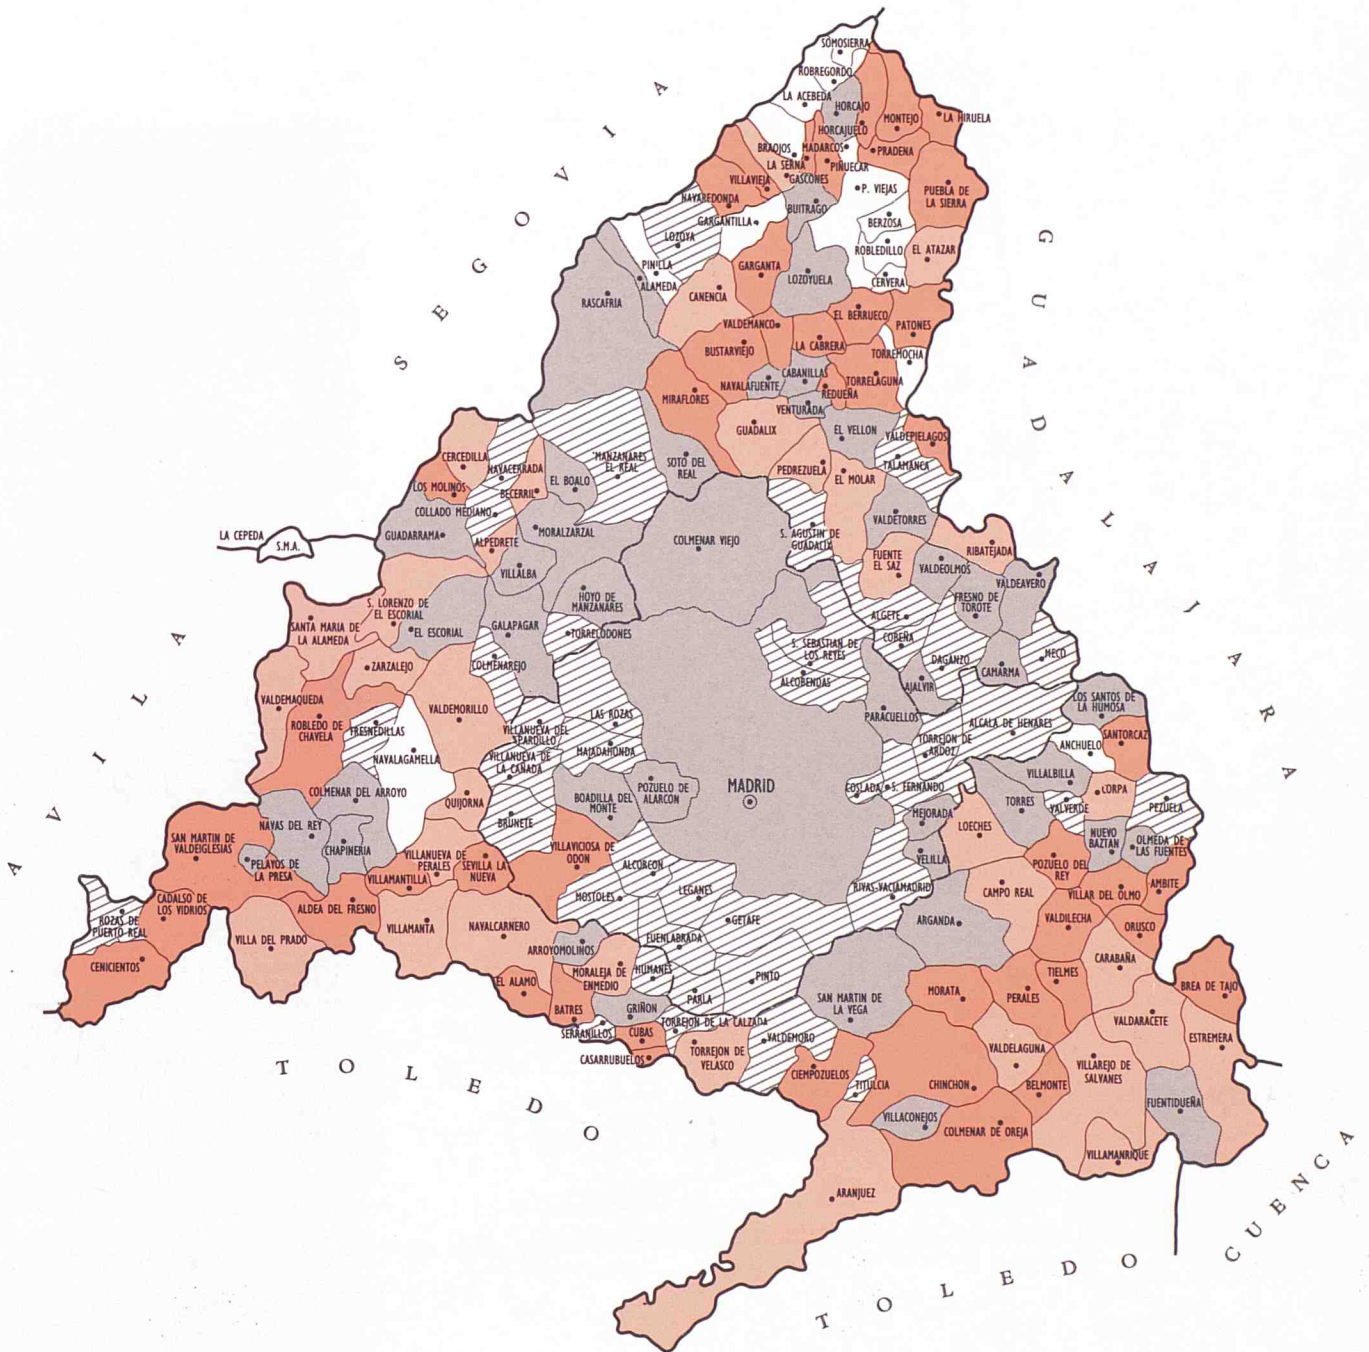 SEGOVIA
GUADALAJARA
AVILA
TOLEDO
TOLEDO
CUENCA
SOMOSIERRA
ROBREGORDO
LA ACEBEDA
HORCAJO
HORCAJUELO
MONTEJO
LA HIRUELA
BRAOJOS
MADARCOS
PRADENA
LA SERNA
PIÑUECAR
VILLAVIEJA
GASCONES
P. VIEJAS
PUEBLA DE
LA SIERRA
NAVAREDONDA
BUITRAGO
GARGANTILLA
BERZOSA
LOZOYA
ROBLEDILLO
EL ATAZAR
PINILLA
GARGANTA
LOZOYUELA
CERVERA
ALAMEDA
RASCAFRIA
CANENCIA
EL BERRUECO
PATONES
VALDEMANCO
BUSTARVIEJO
LA CABRERA
TORREMOCHA
NAVALAFUENTE
CABANILLAS
TORRELAGUNA
REDUEÑA
MIRAFLORES
VENTURADA
GUADALIX
EL VELLON
VALDEPIELAGOS
CERCEDILLA
NAVACERRADA
MANZANARES
EL REAL
SOTO DEL
REAL
PEDREZUELA
TALAMANCA
EL MOLAR
LOS MOLINOS
BECERRIL
EL BOALO
COLLADO MEDIANO
VALDETORRES
LA CEPEDA
S.M.A.
GUADARRAMA
MORALZARZAL
COLMENAR VIEJO
S. AGUSTIN DE
GUADALIX
ALPEDRETE
VILLALBA
FUENTE
EL SAZ
RIBATEJADA
VALDEOLMOS
VALDEAVERO
HOYO DE
MANZANARES
FRESNO DE
TOROTE
S. LORENZO DE
EL ESCORIAL
SANTA MARIA DE
LA ALAMEDA
EL ESCORIAL
GALAPAGAR
TORRELODONES
ALGETE
COBEÑA
S. SEBASTIAN DE
LOS REYES
ZARZALEJO
COLMENAREJO
DAGANZO
MECO
CAMARMA
ALCOBENDAS
AJALVIR
VALDEMAQUEDA
VALDEMORILLO
LOS SANTOS DE
LA HUMOSA
ROBLEDO DE
CHAVELA
FRESNEDILLAS
LAS ROZAS
PARACUELLOS
ALCALA DE HENARES
VILLANUEVA DEL
PARDILLO
TORREJON DE
ARDOZ
SANTORCAZ
NAVALAGAMELLA
MAJADAHONDA
ANCHUELO
VILLANUEVA DE
LA CAÑADA
COLMENAR DEL ARROYO
QUIJORNA
BOADILLA DEL
MONTE
POZUELO DE
ALARCON
MADRID
COSLADA
S. FERNANDO
VILLALBILLA
CORPA
TORRES
VALVERDE
PEZUELA
BRUNETE
MEJORADA
NAVAS DEL REY
LOECHES
NUEVO
BAZTAN
OLMEDA DE
LAS FUENTES
SAN MARTIN DE
VALDEIGLESIAS
CHAPINERIA
VILLANUEVA DE
PERALES
SEVILLA LA
NUEVA
VILLAVICIOSA DE
ODON
VELILLA
PELAYOS DE
LA PRESA
POZUELO DEL
REY
ALCORCON
VILLAMANTILLA
LEGANES
RIVAS-VACIAMADRID
CAMPO REAL
VILLAR DEL OLMO
AMBITE
CADALSO DE
LOS VIDRIOS
ALDEA DEL FRESNO
MOSTOLES
ROZAS DE
PUERTO REAL
VILLAMANTA
NAVALCARNERO
GETAFE
ARGANDA
VALDILECHA
ORUSCO
VILLA DEL PRADO
ARROYOMOLINOS
FUENLABRADA
CARABAÑA
CENICIENTOS
MORALEJA DE
ENMEDIO
HUMANES
PINTO
TIELMES
EL ALAMO
PARLA
MORATA
PERALES
BREA DE TAJO
BATRES
GRIÑON
SAN MARTIN DE
LA VEGA
VALDARACETE
SERRANILLOS
CUBAS
TORREJON DE LA CALZADA
VALDEMORO
ESTREMERA
CASARRUBUELOS
TORREJON DE
VELASCO
VALDELAGUNA
VILLAREJO DE
SALVANES
CIEMPOZUELOS
TITULCIA
CHINCHON
BELMONTE
FUENTIDUEÑA
VILLACONEJOS
COLMENAR DE OREJA
VILLAMANRIQUE
ARANJUEZ